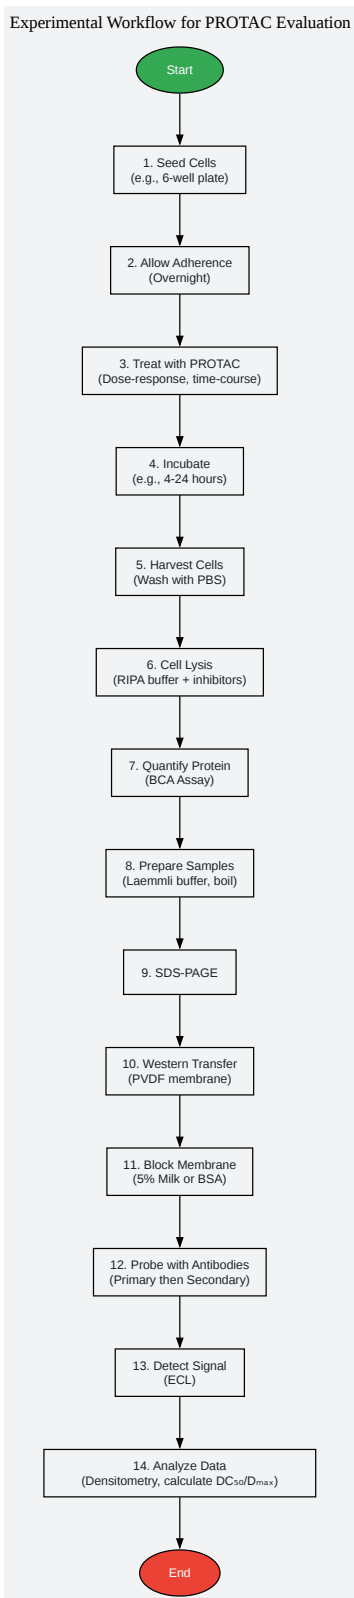 Experimental Workflow for PROTAC Evaluation
Start
1. Seed Cells
(e.g., 6-well plate)
2. Allow Adherence
(Overnight)
3. Treat with PROTAC
(Dose-response, time-course)
4. Incubate
(e.g., 4-24 hours)
5. Harvest Cells
(Wash with PBS)
6. Cell Lysis
(RIPA buffer + inhibitors)
7. Quantify Protein
(BCA Assay)
8. Prepare Samples
(Laemmli buffer, boil)
9. SDS-PAGE
10. Western Transfer
(PVDF membrane)
11. Block Membrane
(5% Milk or BSA)
12. Probe with Antibodies
(Primary then Secondary)
13. Detect Signal
(ECL)
14. Analyze Data
(Densitometry, calculate DC₅₀/Dₘₐₓ)
End